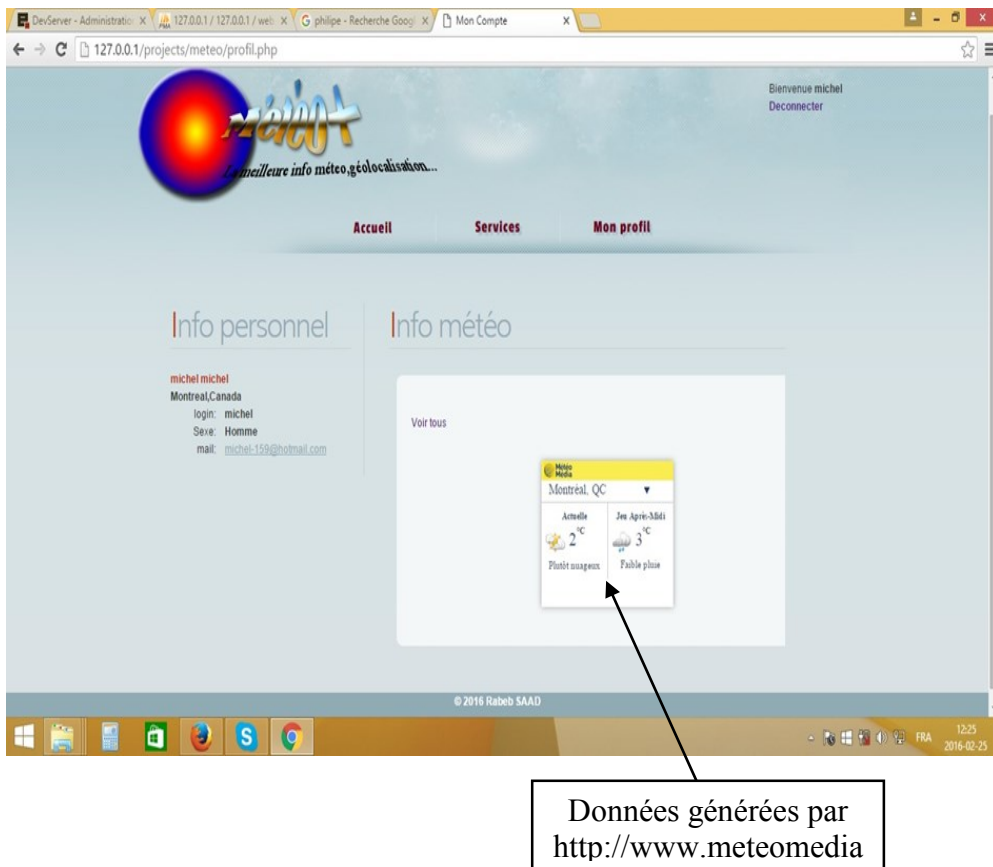 DevServer - Administratio
127.0.0.1 / 127.0.0.1 / web
philipe - Recherche Goog
Mon Compte
127.0.0.1/projects/meteo/profil.php
Bienvenue michel
Deconnecter
météo+
La meilleure info méteo,géolocalisation...
Accueil Services Mon profil
Info personnel
Info météo
michel michel
Montreal,Canada
login: michel
Sexe: Homme
mail: michel-159@hotmail.com
Voir tous
Météo
Média
Montréal, QC
Actuelle Jeu Après-Midi
2°C 3°C
Plutôt nuageux Faible pluie
© 2016 Rabeb SAAD
FRA
12:25
2016-02-25
Données générées par
http://www.meteomedia